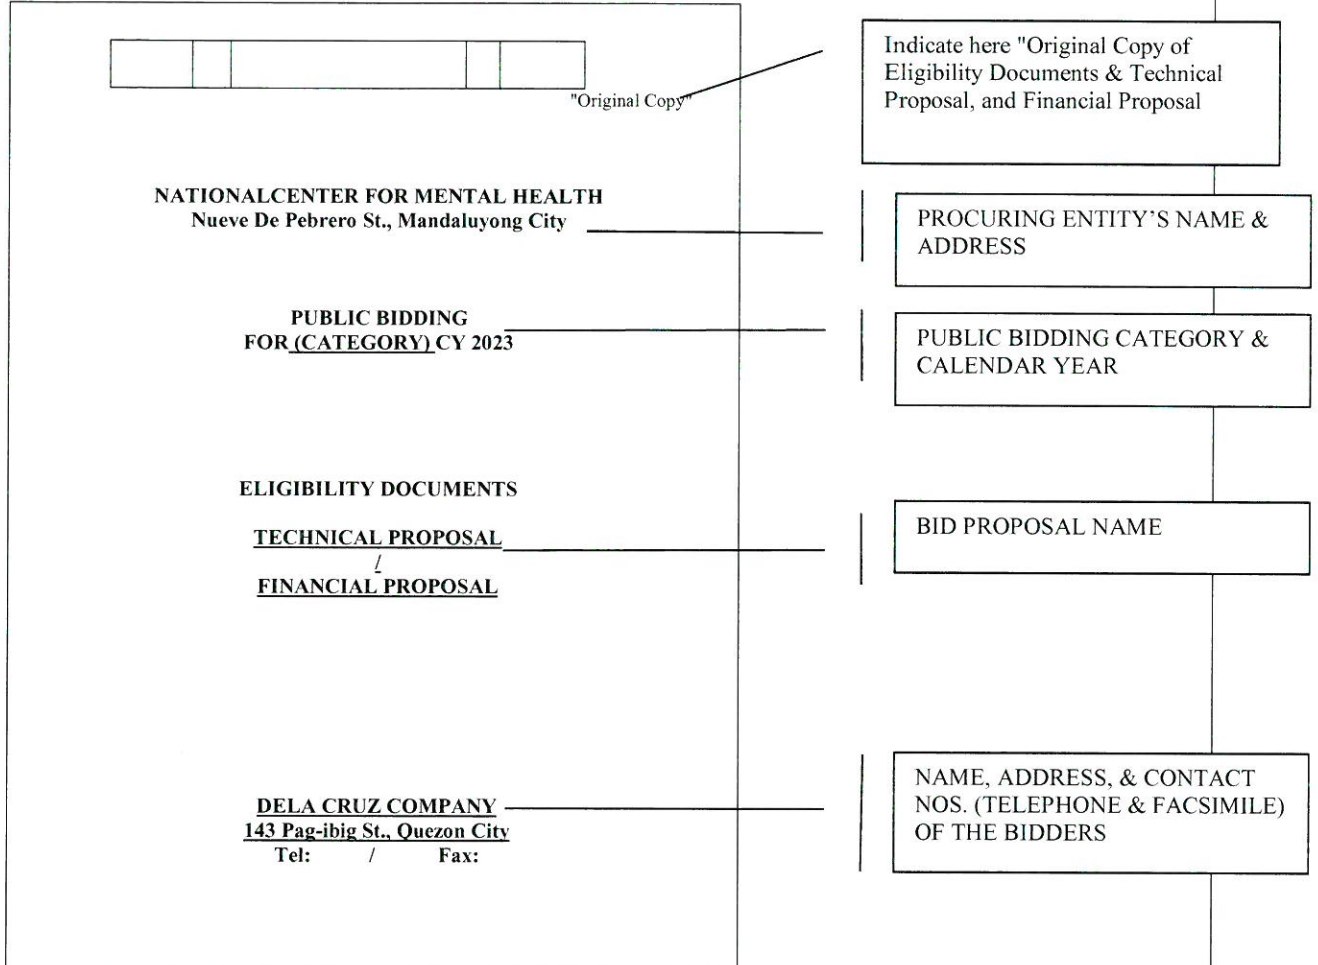 Indicate here "Original Copy of
Eligibility Documents & Technical
Proposal, and Financial Proposal
"Original Copy"
NATIONALCENTER FOR MENTAL HEALTH
Nueve De Pebrero St., Mandaluyong City
PROCURING ENTITY'S NAME &
ADDRESS
PUBLIC BIDDING
FOR (CATEGORY) CY 2023
PUBLIC BIDDING CATEGORY &
CALENDAR YEAR
ELIGIBILITY DOCUMENTS
TECHNICAL PROPOSAL
/
FINANCIAL PROPOSAL
BID PROPOSAL NAME
DELA CRUZ COMPANY
143 Pag-ibig St., Quezon City
Tel: / Fax:
NAME, ADDRESS, & CONTACT
NOS. (TELEPHONE & FACSIMILE)
OF THE BIDDERS